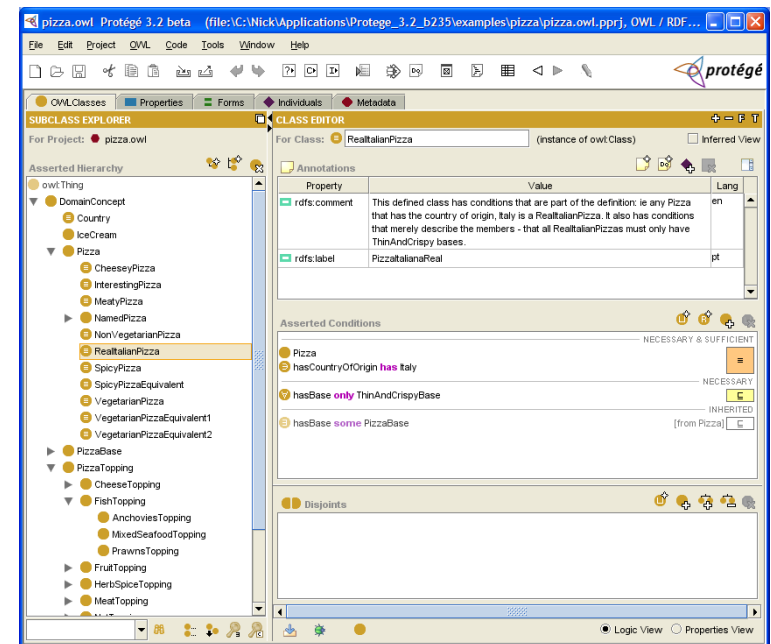 pizza.owl Protégé 3.2 beta (file:\C:\Nick\Applications\Protege_3.2_b235\examples\pizza\pizza.owl.pprj, OWL / RDF...
File Edit Project OWL Code Tools Window Help
protégé
OWLClasses Properties Forms Individuals Metadata
SUBCLASS EXPLORER
For Project: pizza.owl
Asserted Hierarchy
owl:Thing
DomainConcept
Country
IceCream
Pizza
CheeseyPizza
InterestingPizza
MeatyPizza
NamedPizza
NonVegetarianPizza
RealItalianPizza
SpicyPizza
SpicyPizzaEquivalent
VegetarianPizza
VegetarianPizzaEquivalent1
VegetarianPizzaEquivalent2
PizzaBase
PizzaTopping
CheeseTopping
FishTopping
AnchoviesTopping
MixedSeafoodTopping
PrawnsTopping
FruitTopping
HerbSpiceTopping
MeatTopping
CLASS EDITOR
For Class: RealItalianPizza (instance of owl:Class) Inferred View
Annotations
Property Value Lang
rdfs:comment This defined class has conditions that are part of the definition: ie any Pizza en
that has the country of origin, Italy is a RealItalianPizza. It also has conditions
that merely describe the members - that all RealItalianPizzas must only have
ThinAndCrispy bases.
rdfs:label PizzaItalianaReal pt
Asserted Conditions
NECESSARY & SUFFICIENT
Pizza
≡
hasCountryOfOrigin has Italy
NECESSARY
hasBase only ThinAndCrispyBase ⊑
INHERITED
hasBase some PizzaBase [from Pizza] ⊑
Disjoints
Logic View Properties View